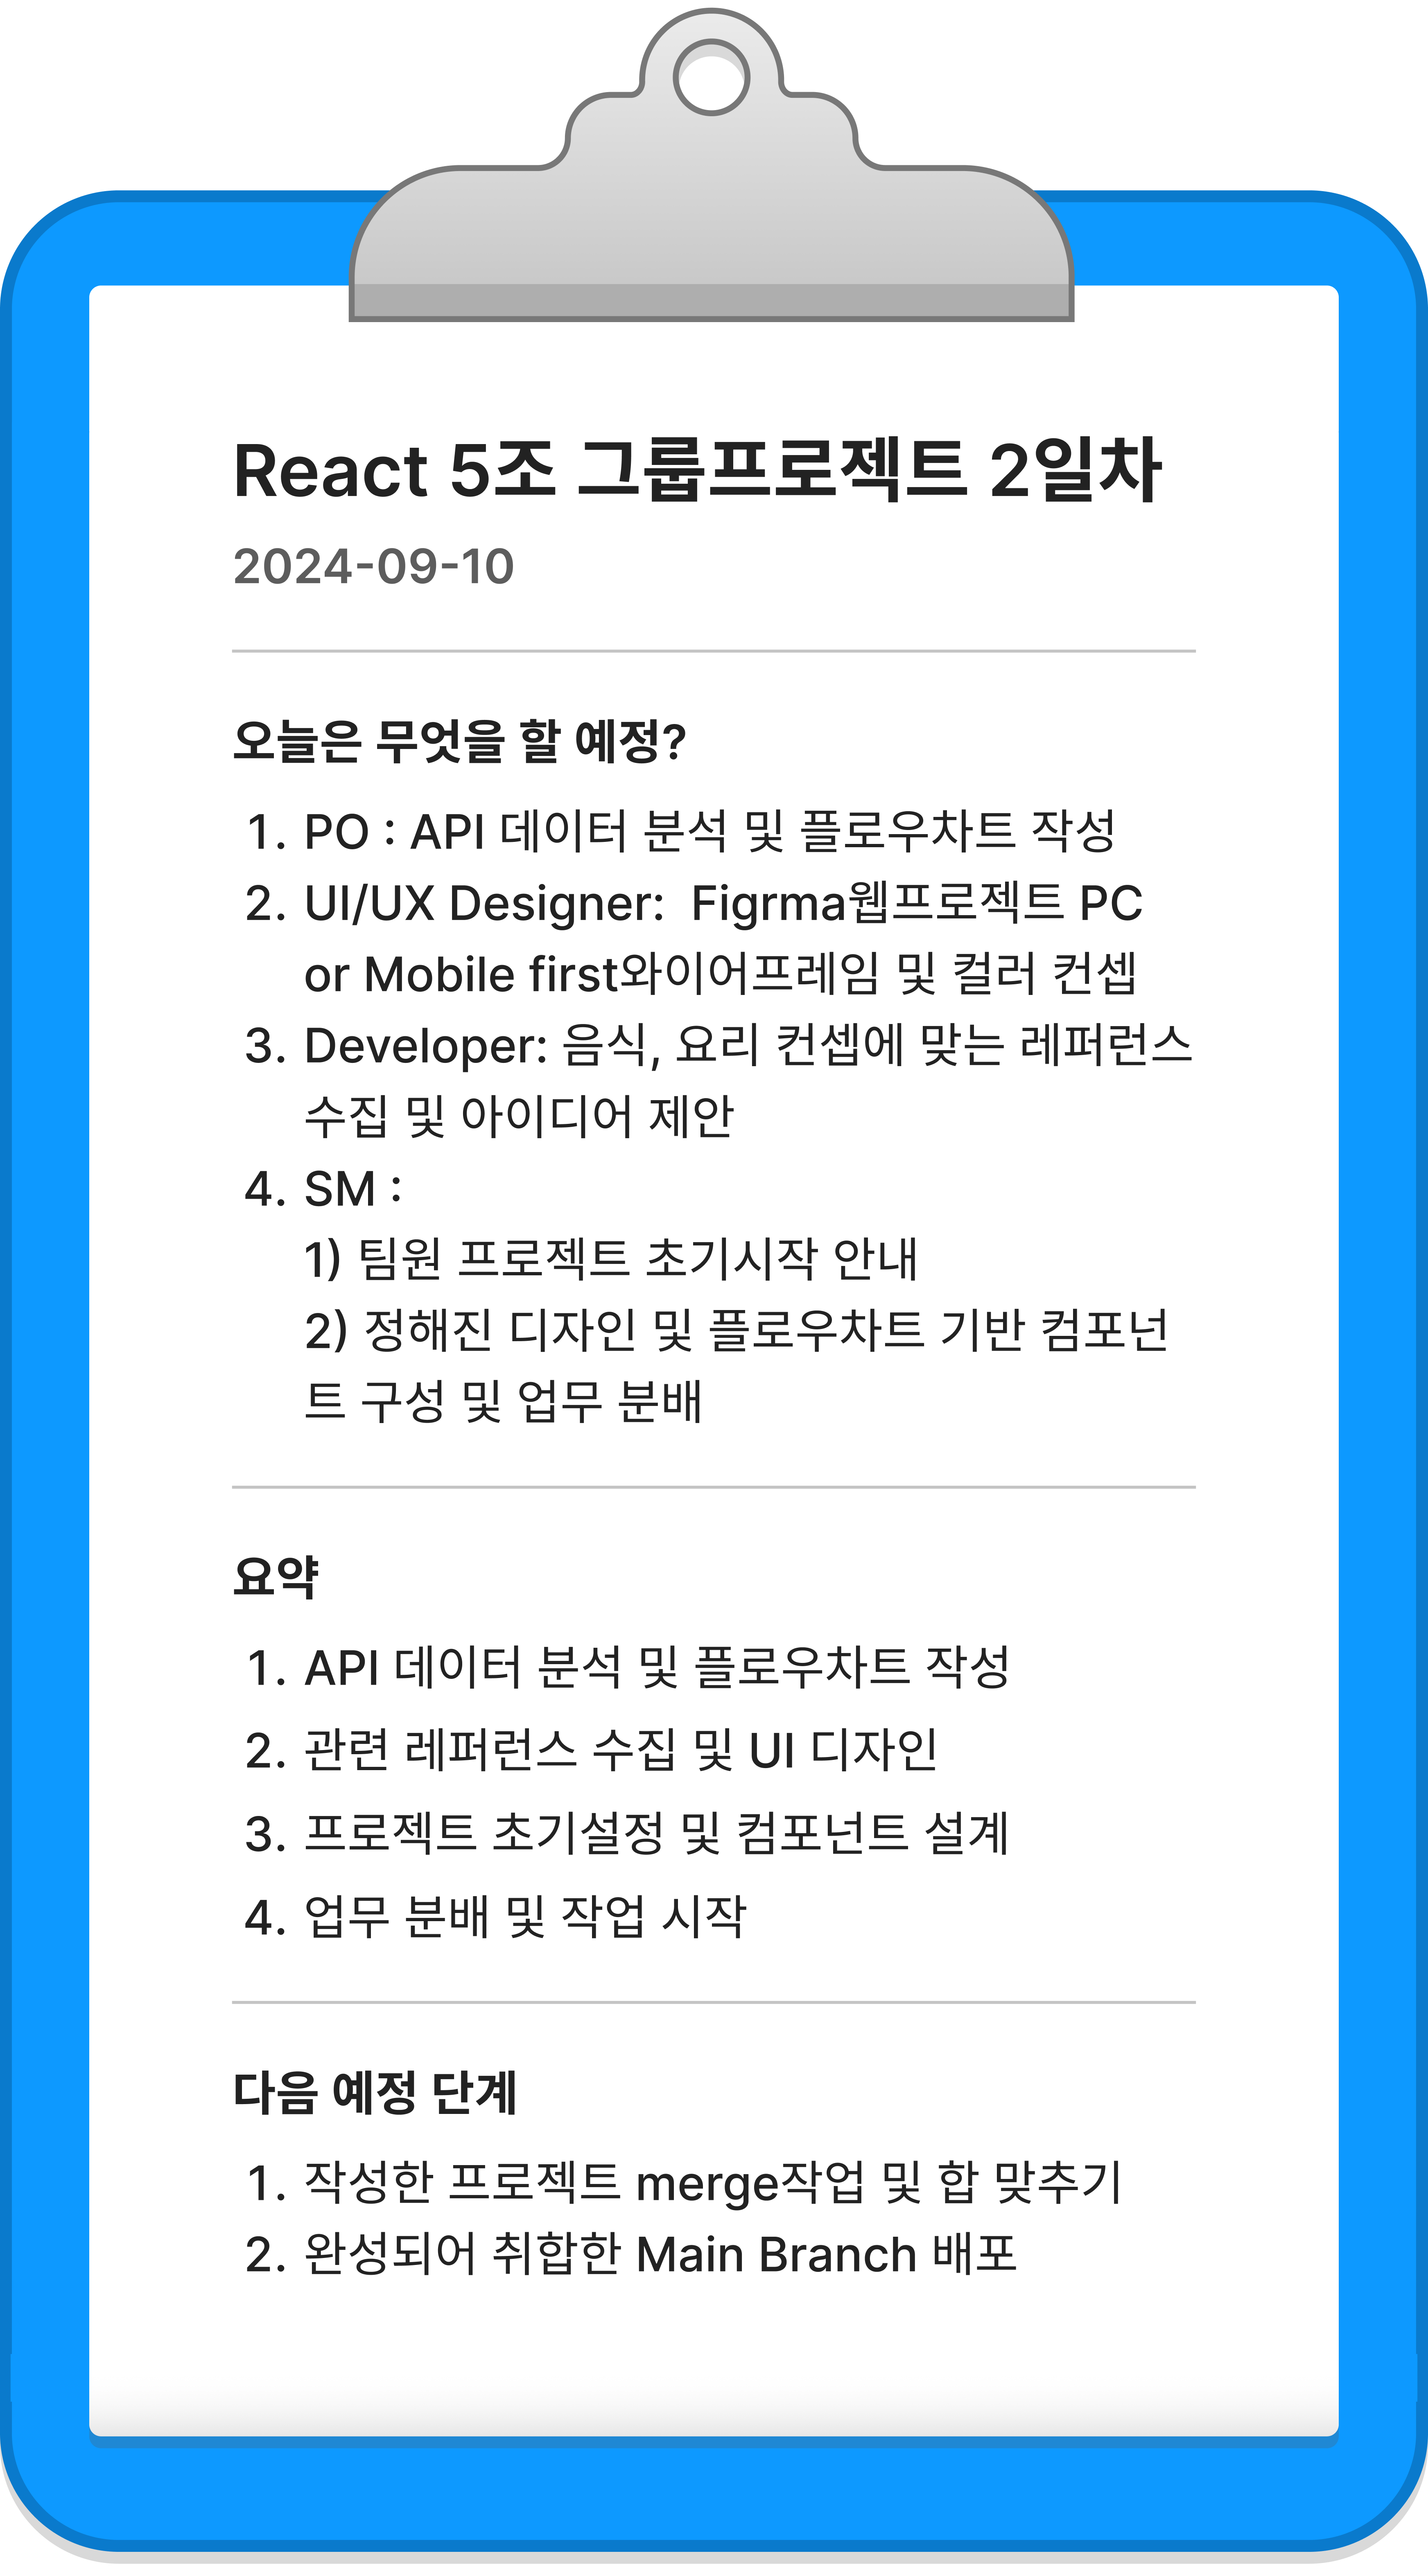 React 5조 그룹프로젝트 2일차
2024-09-10
오늘은 무엇을 할 예정?
1. PO : API 데이터 분석 및 플로우차트 작성
2. UI/UX Designer:  Figrma웹프로젝트 PC
or Mobile first와이어프레임 및 컬러 컨셉
3. Developer: 음식, 요리 컨셉에 맞는 레퍼런스
수집 및 아이디어 제안
4. SM :
1) 팀원 프로젝트 초기시작 안내
2) 정해진 디자인 및 플로우차트 기반 컴포넌
트 구성 및 업무 분배
요약
1. API 데이터 분석 및 플로우차트 작성
2. 관련 레퍼런스 수집 및 UI 디자인
3. 프로젝트 초기설정 및 컴포넌트 설계
4. 업무 분배 및 작업 시작
다음 예정 단계
1. 작성한 프로젝트 merge작업 및 합 맞추기
2. 완성되어 취합한 Main Branch 배포